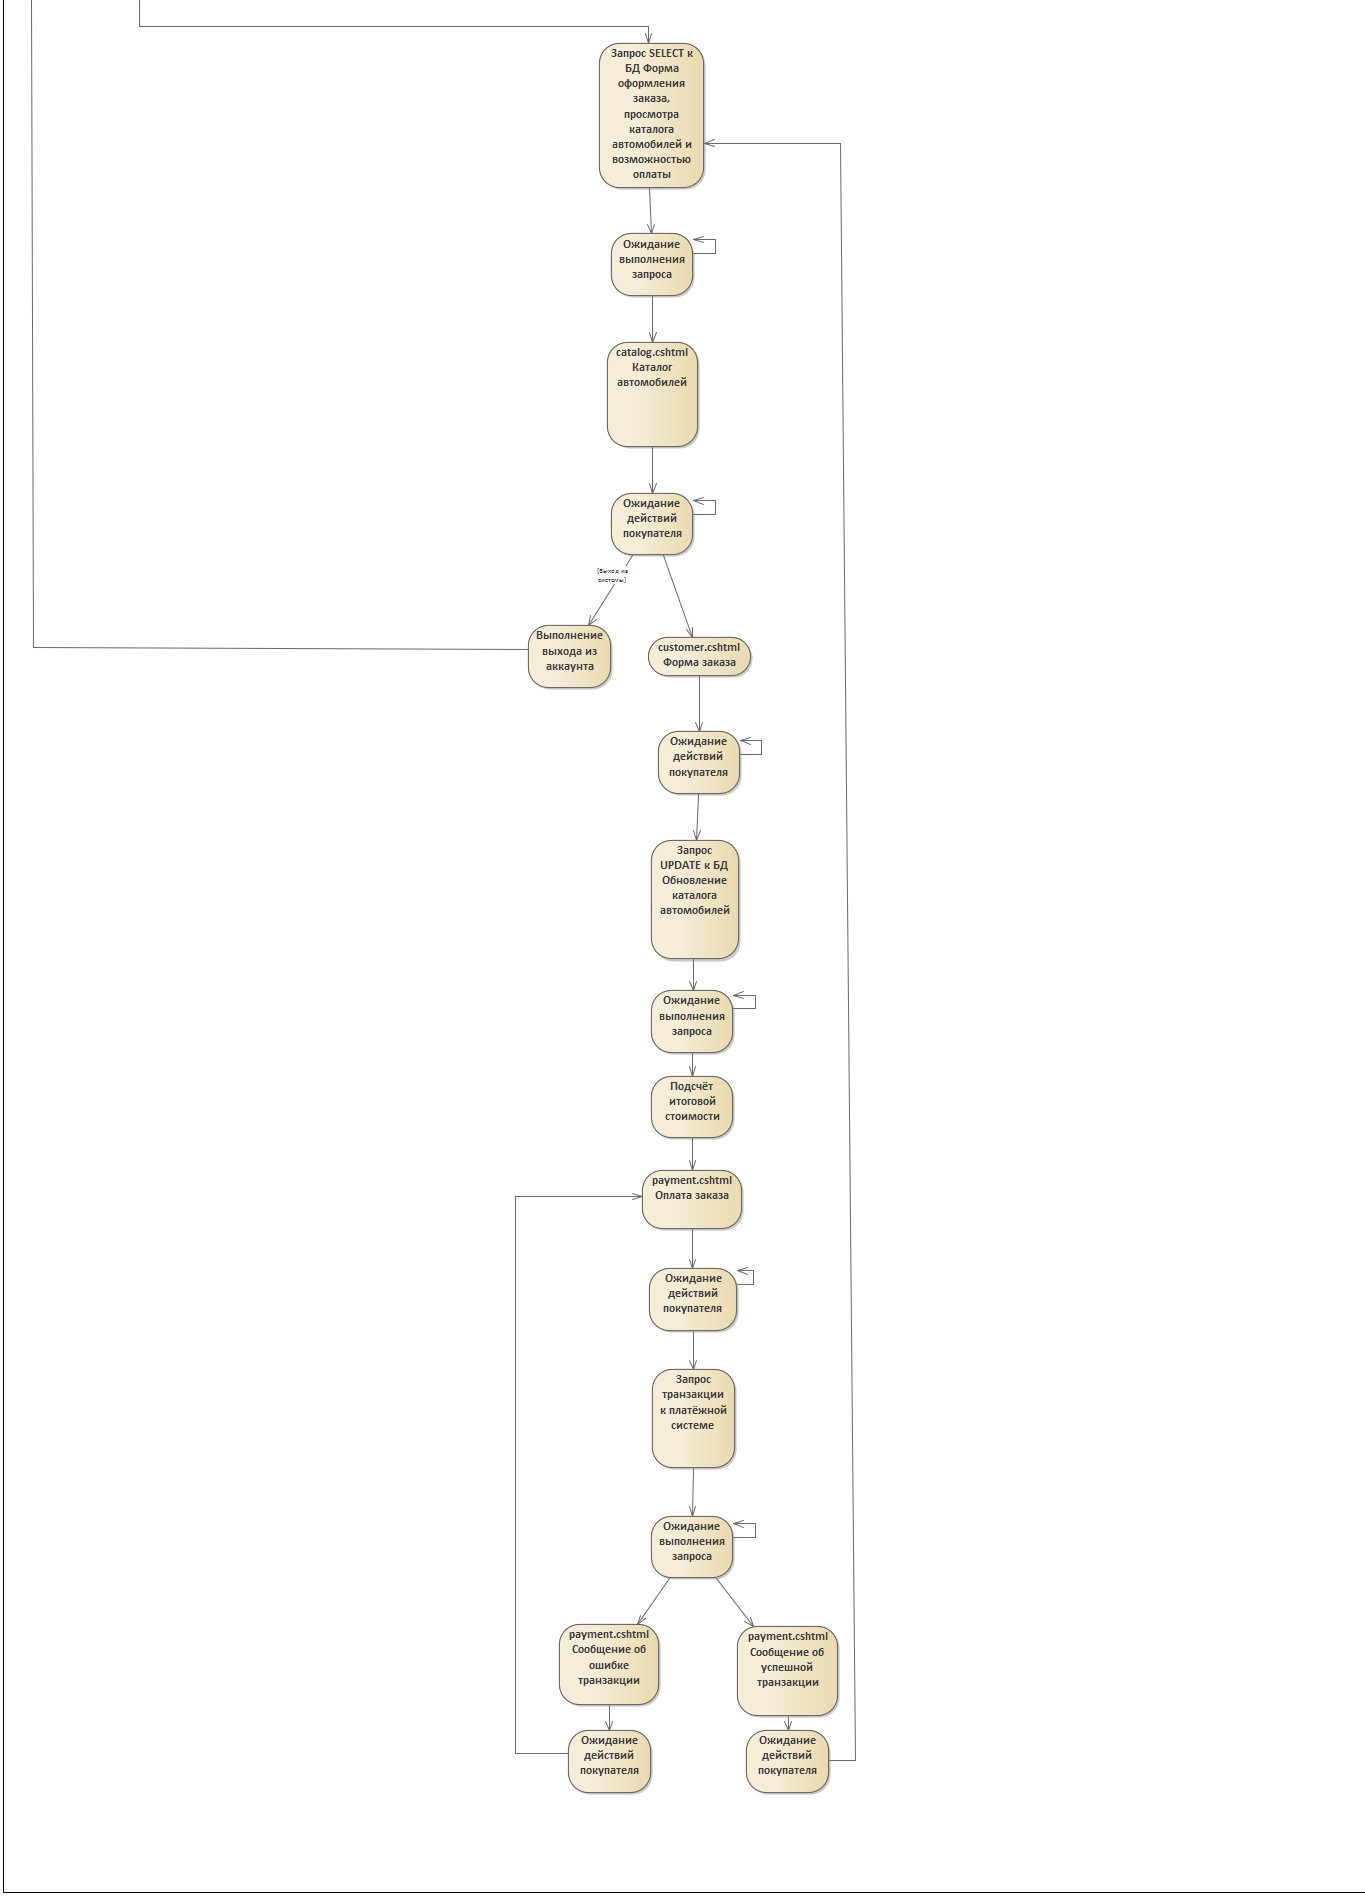 Запрос SELECT к
БД Форма
оформления
заказа,
просмотра
каталога
автомобилей и
возможностью
оплаты
Ожидание
выполнения
запроса
catalog.cshtml
Каталог
автомобилей
Ожидание
действий
покупателя
[Выход из
системы]
Выполнение
выхода из
аккаунта
customer.cshtml
Форма заказа
Ожидание
действий
покупателя
Запрос
UPDATE к БД
Обновление
каталога
автомобилей
Ожидание
выполнения
запроса
Подсчёт
итоговой
стоимости
payment.cshtml
Оплата заказа
Ожидание
действий
покупателя
Запрос
транзакции
к платёжной
системе
Ожидание
выполнения
запроса
payment.cshtml
Сообщение об
ошибке
транзакции
payment.cshtml
Сообщение об
успешной
транзакции
Ожидание
действий
покупателя
Ожидание
действий
покупателя